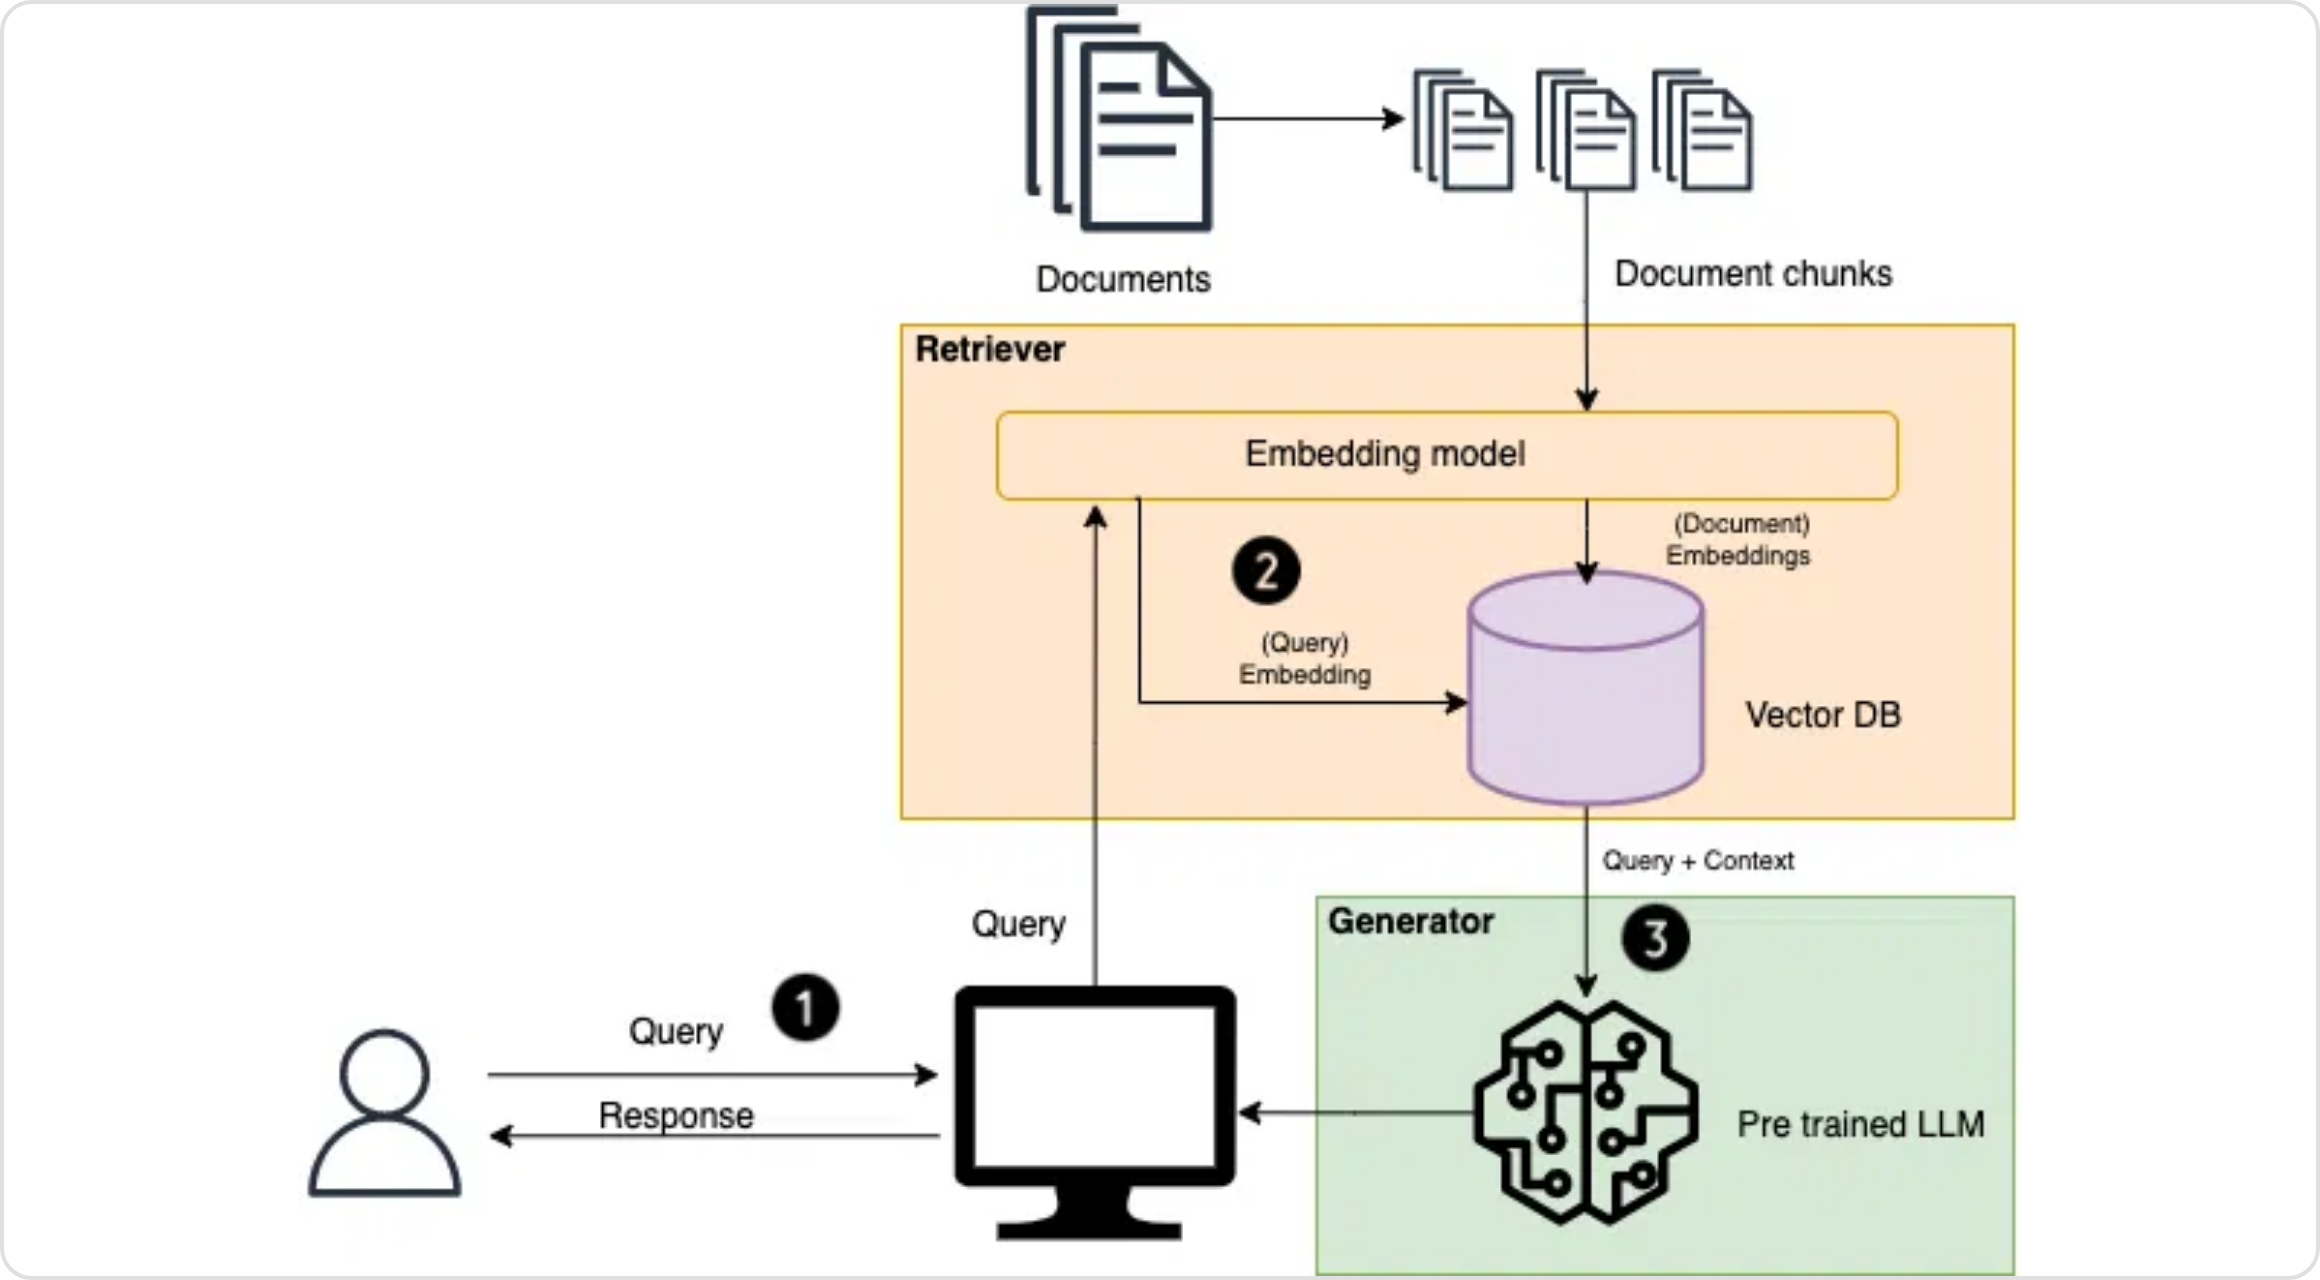 Documents
Document chunks
Retriever
Embedding model
(Document)
Embeddings
2
(Query)
Embedding
Vector DB
Query + Context
Generator
3
Query
1
Query
Response
Pre trained LLM